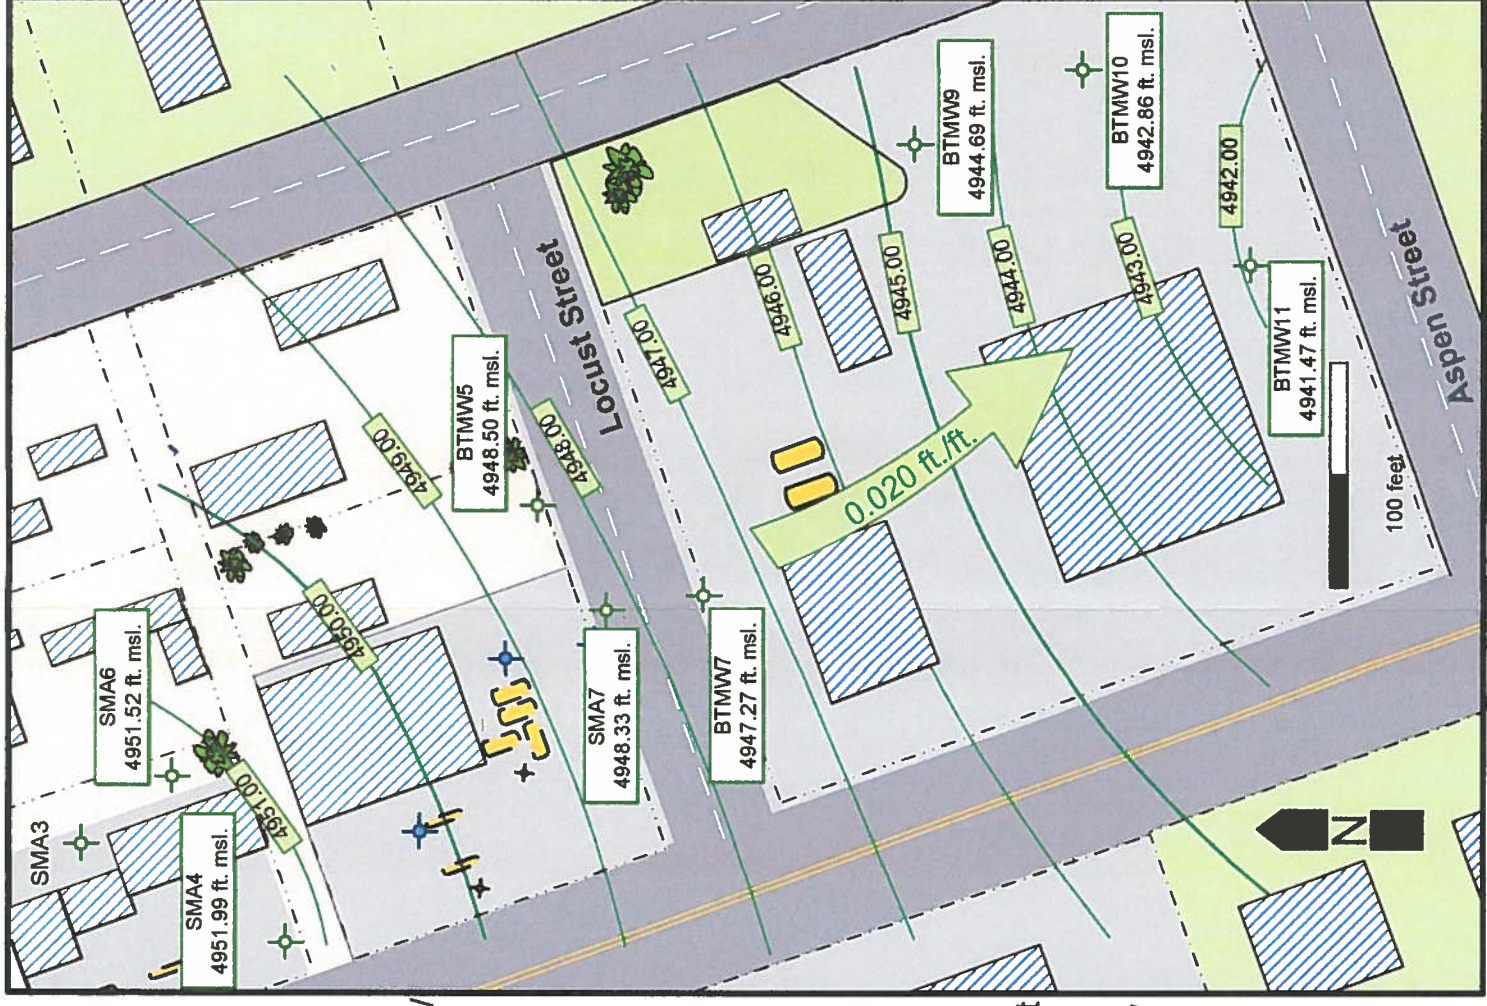 SMA3
SMA4
4951.99 ft. msl.
SMA6
4951.52 ft. msl.
4951.00
4950.00
4949.00
BTMW5
4948.50 ft. msl.
4948.00
Locust Street
SMA7
4948.33 ft. msl.
BTMW7
4947.27 ft. msl.
4947.00
4946.00
0.020 ft./ft.
4945.00
BTMW9
4944.69 ft. msl.
4944.00
BTMW10
4942.86 ft. msl.
4943.00
4942.00
BTMW11
4941.47 ft. msl.
100 feet
Aspen Street
N